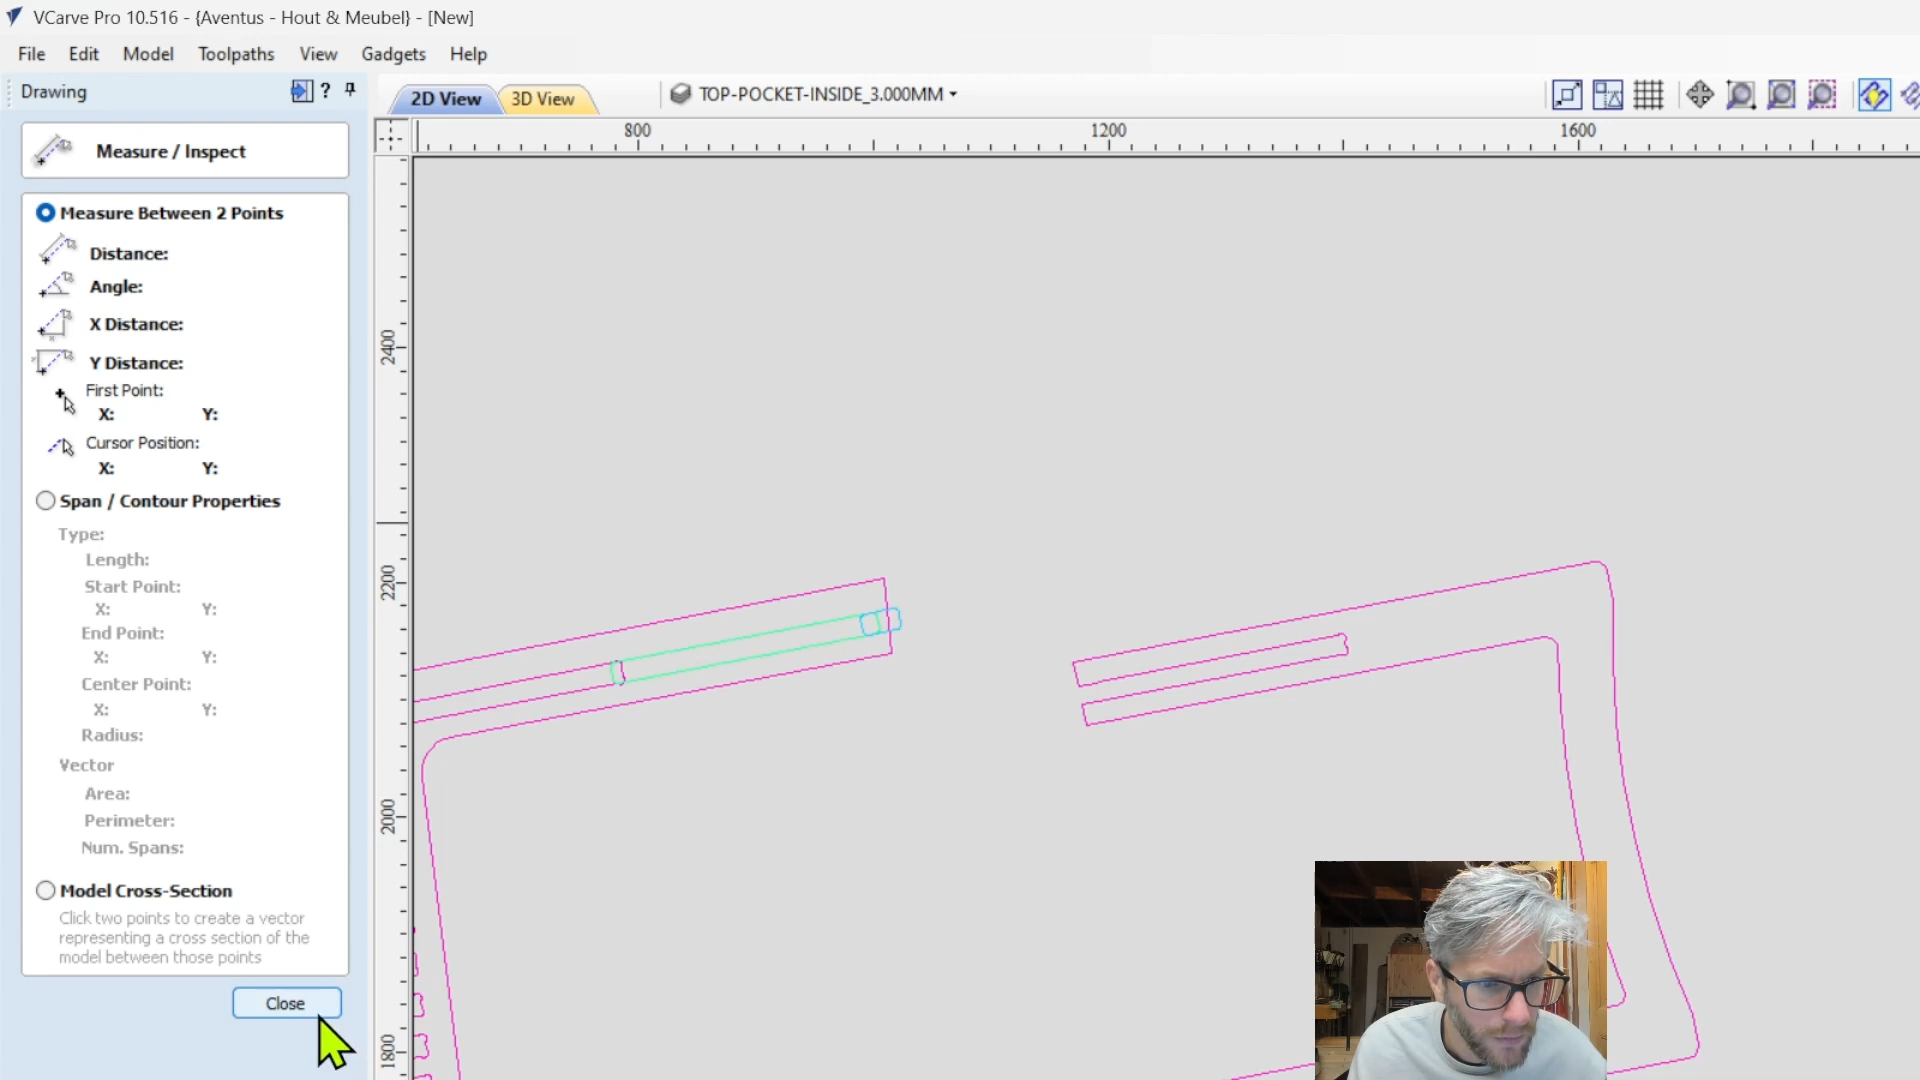 VCarve Pro 10.516 - {Aventus - Hout & Meubel} - [New]
File Edit Model Toolpaths View Gadgets Help
Drawing
?
2D View
3D View
TOP-POCKET-INSIDE_3.000MM
Measure / Inspect
800
1200
1600
Measure Between 2 Points
Distance:
Angle:
X Distance:
Y Distance:
First Point:
X: Y:
Cursor Position:
X: Y:
Span / Contour Properties
Type:
Length:
Start Point:
X: Y:
End Point:
X: Y:
Center Point:
X: Y:
Radius:
Vector
Area:
Perimeter:
Num. Spans:
Model Cross-Section
Click two points to create a vector
representing a cross section of the
model between those points
Close
2400
2200
2000
1800